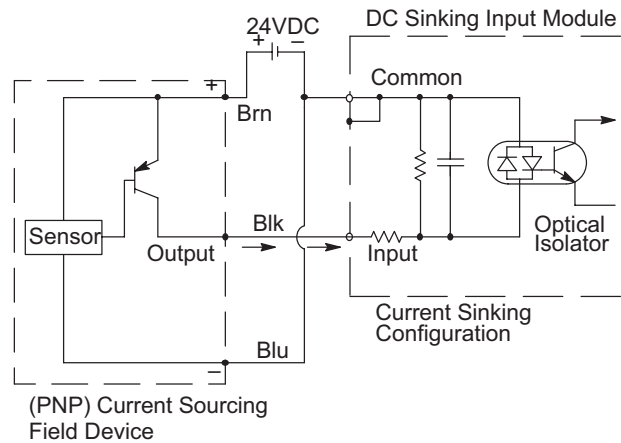 DC Sinking Input Module
24VDC
+ –
Common
+
Brn
Sensor
Output
Blk
Input
Optical
Isolator
Current Sinking
Configuration
Blu
–
(PNP) Current Sourcing
Field Device